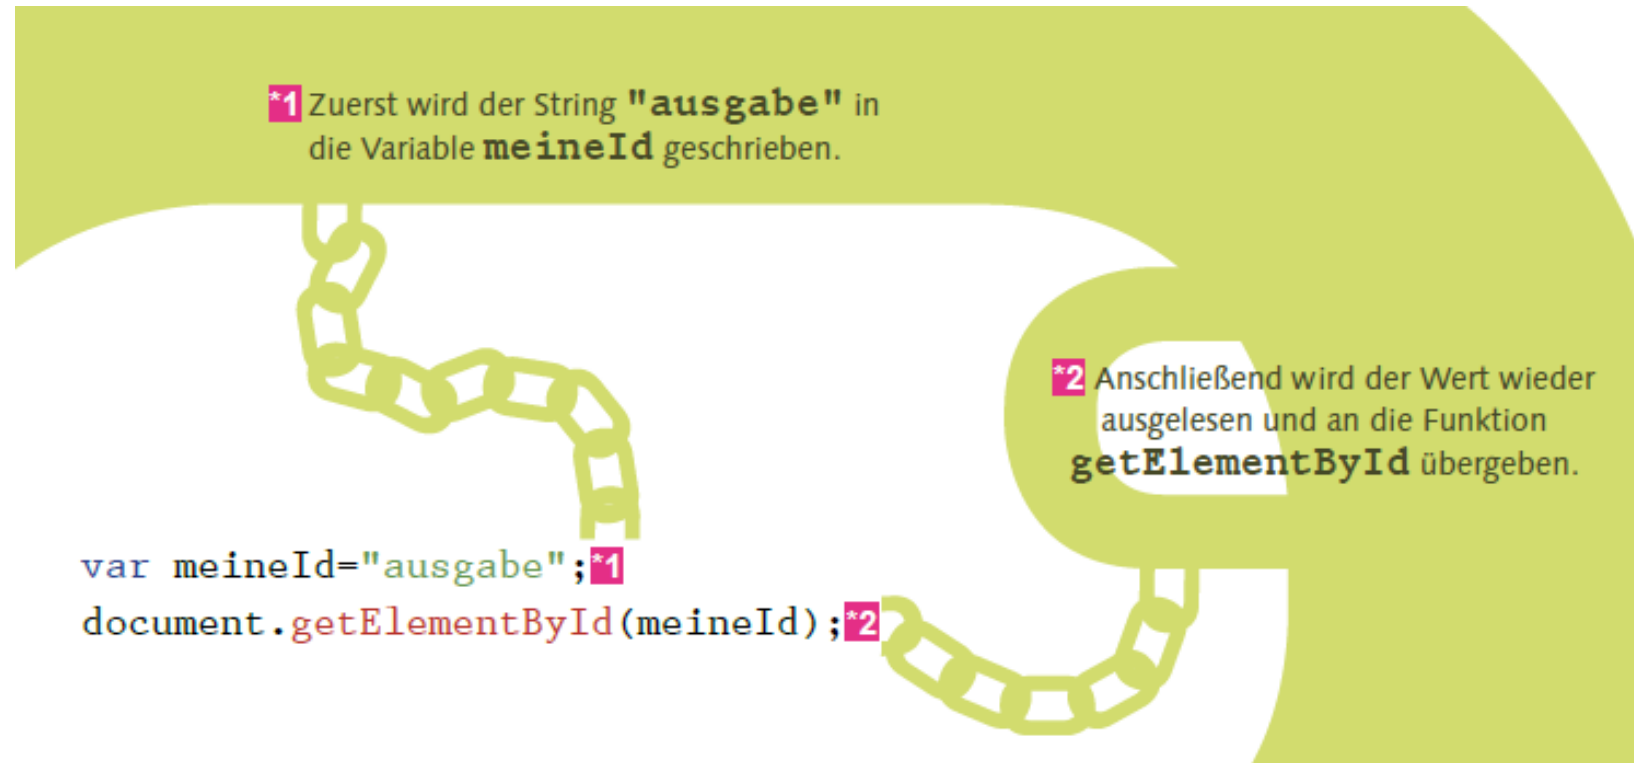 *1 Zuerst wird der String "ausgabe" in
die Variable meineId geschrieben.
*2 Anschließend wird der Wert wieder
ausgelesen und an die Funktion
getElementById übergeben.
var meineId="ausgabe";*1
document.getElementById(meineId);*2